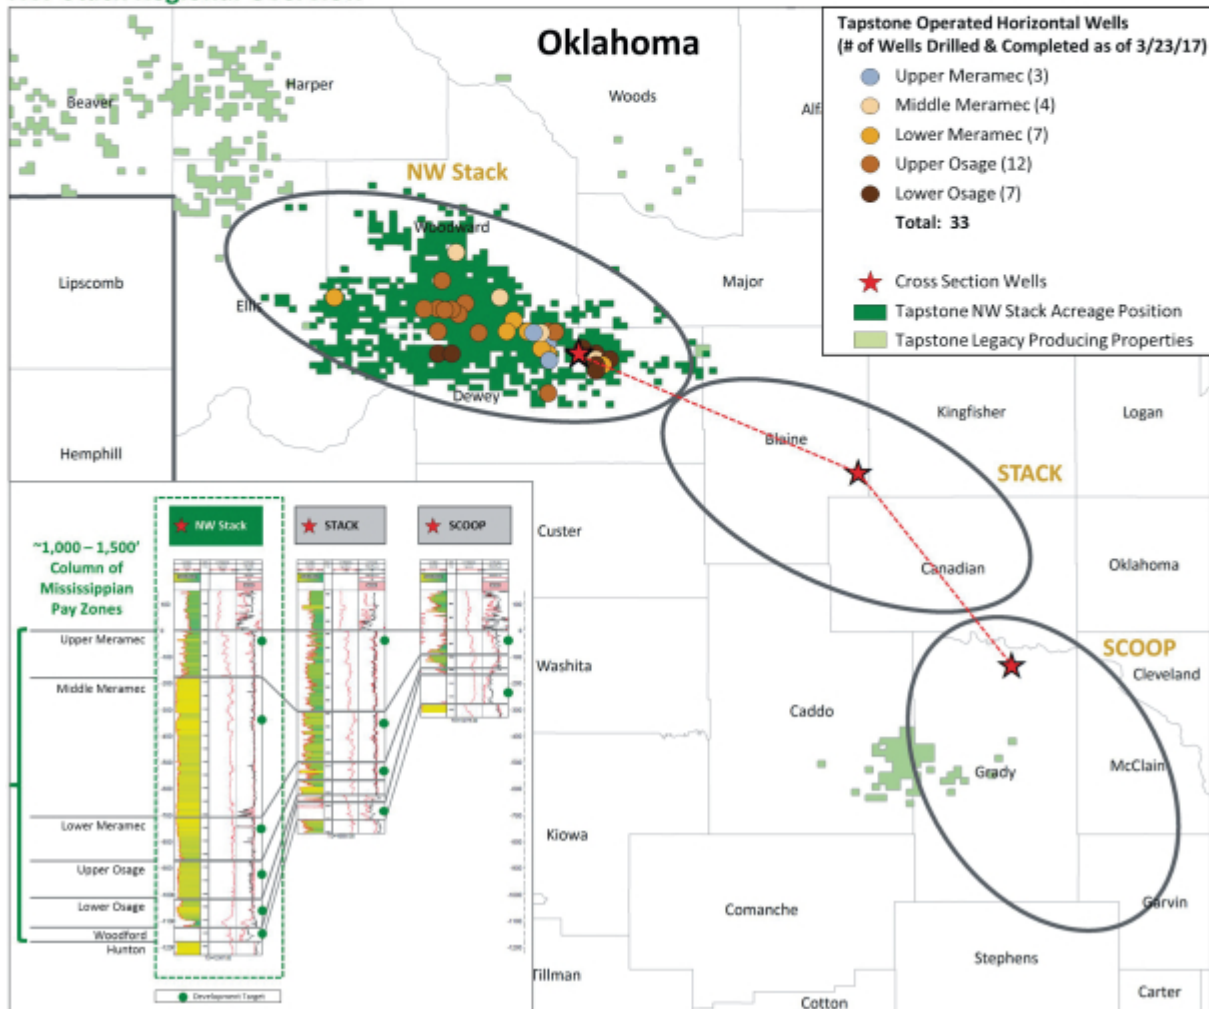 Oklahoma
Tapstone Operated Horizontal Wells
(# of Wells Drilled & Completed as of 3/23/17)
Upper Meramec (3)
Middle Meramec (4)
Lower Meramec (7)
Upper Osage (12)
Lower Osage (7)
Total: 33
Cross Section Wells
Tapstone NW Stack Acreage Position
Tapstone Legacy Producing Properties
Beaver
Harper
Woods
Alf
NW Stack
Woodward
Lipscomb
Ellis
Major
Dewey
Hemphill
Blaine
Kingfisher
Logan
STACK
Custer
Canadian
Oklahoma
SCOOP
Washita
Cleveland
Caddo
Grady
McClain
Kiowa
Comanche
Garvin
Stephens
Tillman
Cotton
Carter
NW Stack
STACK
SCOOP
~1,000 – 1,500'
Column of
Mississippian
Pay Zones
Upper Meramec
Middle Meramec
Lower Meramec
Upper Osage
Lower Osage
Woodford
Hunton
Development Target